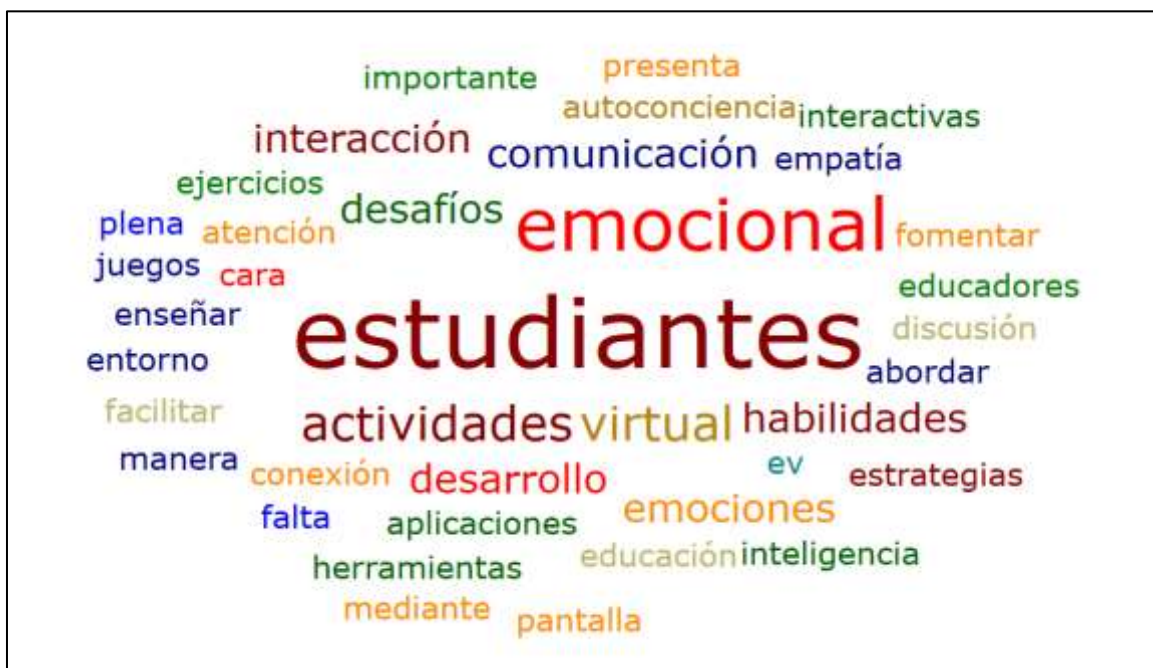 importante presenta
autoconciencia interactivas
interacción comunicación empatía
ejercicios
plena atención desafíos emocional fomentar
juegos cara
educadores
enseñar estudiantes discusión
entorno abordar
facilitar actividades virtual habilidades
manera conexión desarrollo ev estrategias
falta aplicaciones emociones
herramientas educación inteligencia
mediante pantalla